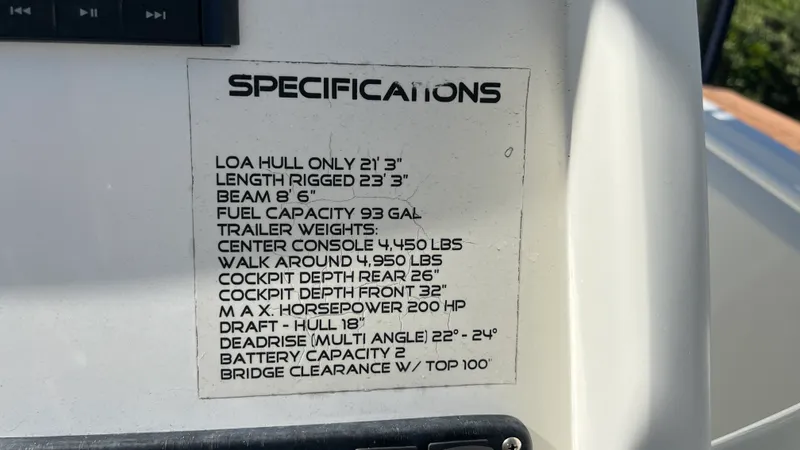 SPECIFICATIONS
LOA HULL ONLY 21' 3"
LENGTH RIGGED 23' 3"
BEAM 8' 6"
FUEL CAPACITY 93 GAL
TRAILER WEIGHTS:
CENTER CONSOLE 4,450 LBS
WALK AROUND 4,950 LBS
COCKPIT DEPTH REAR 26"
COCKPIT DEPTH FRONT 32"
M A X. HORSEPOWER 200 HP
DRAFT - HULL 18"
DEADRISE (MULTI ANGLE) 22° - 24°
BATTERY CAPACITY 2
BRIDGE CLEARANCE W/ TOP 100"